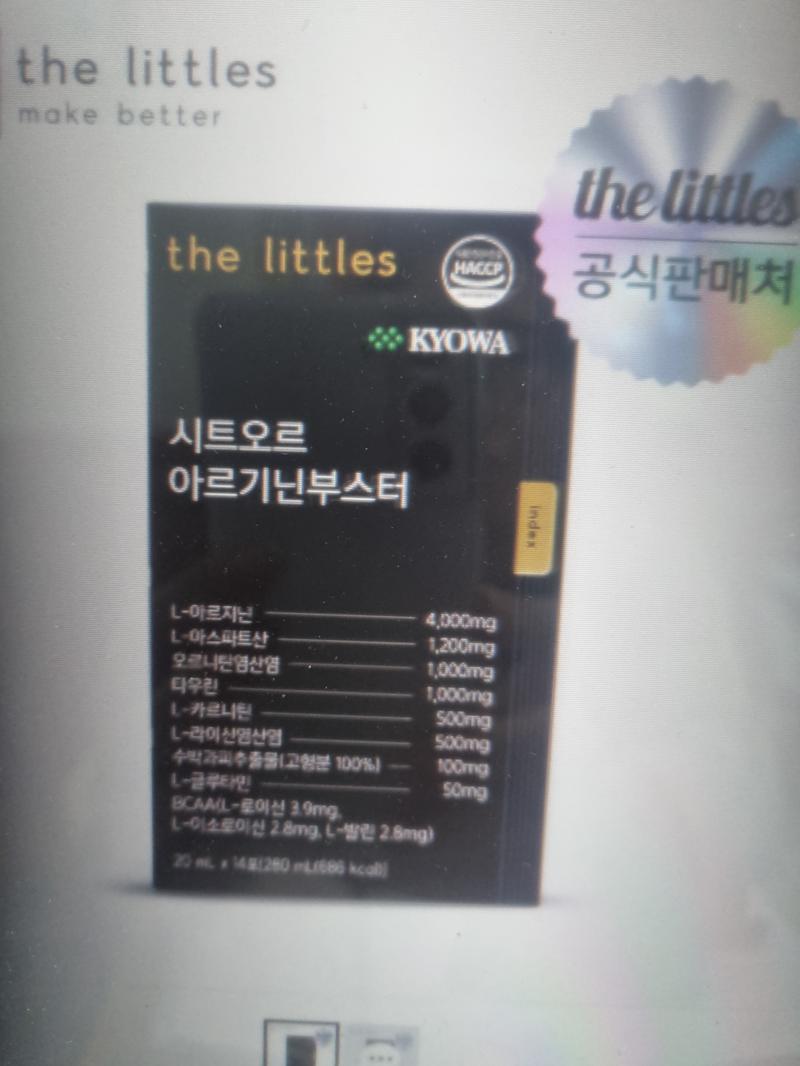 the littles
make better
the littles
공식판매처
the littles
HACCP
KYOWA
시트오르
아르기닌부스터
index
L-아르지닌 4,000mg
L-아스파트산 1,200mg
오르니틴염산염 1,000mg
타우린 1,000mg
L-카르니틴 500mg
L-라이신염산염 500mg
수박과피추출물(고형분 100%) 100mg
L-글루타민 50mg
BCAA(L-로이신 3.9mg,
L-이소로이신 2.8mg, L-발린 2.8mg)
20 mL x 14포[280 mL(686 kcal)]